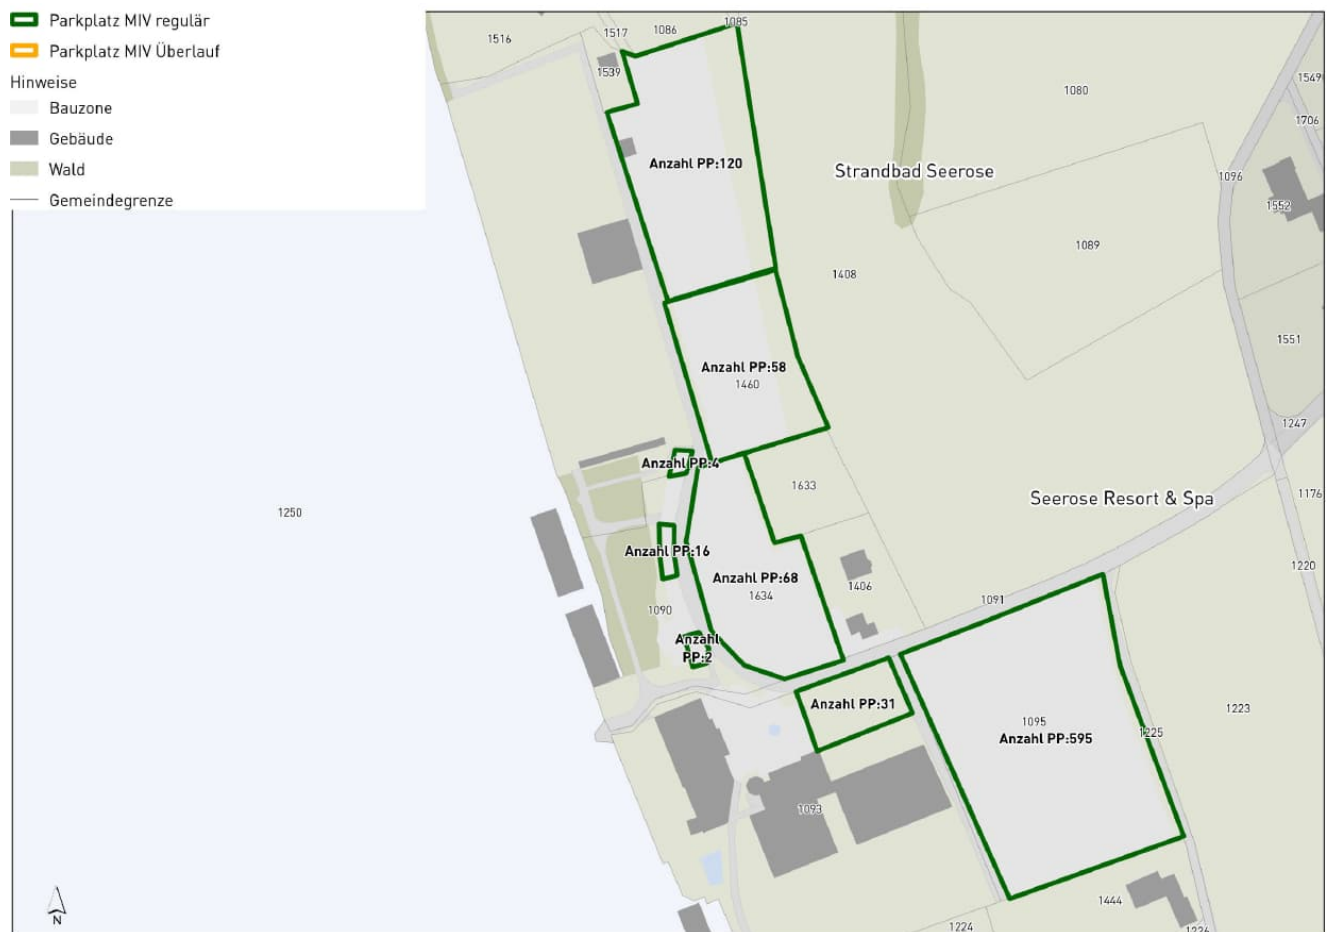 Parkplatz MIV regulär
Parkplatz MIV Überlauf
Hinweise
Bauzone
Gebäude
Wald
Gemeindegrenze
1516
1517
1086
1085
1539
1080
1549
1706
Anzahl PP:120
Strandbad Seerose
1096
1552
1089
1408
1551
Anzahl PP:58
1460
1247
Anzahl PP:4
1633
Seerose Resort & Spa
1176
1250
Anzahl PP:16
Anzahl PP:68
1634
1406
1220
1091
1090
Anzahl
PP:2
Anzahl PP:31
1095
Anzahl PP:595
1223
1225
1093
1444
1224
1226
N